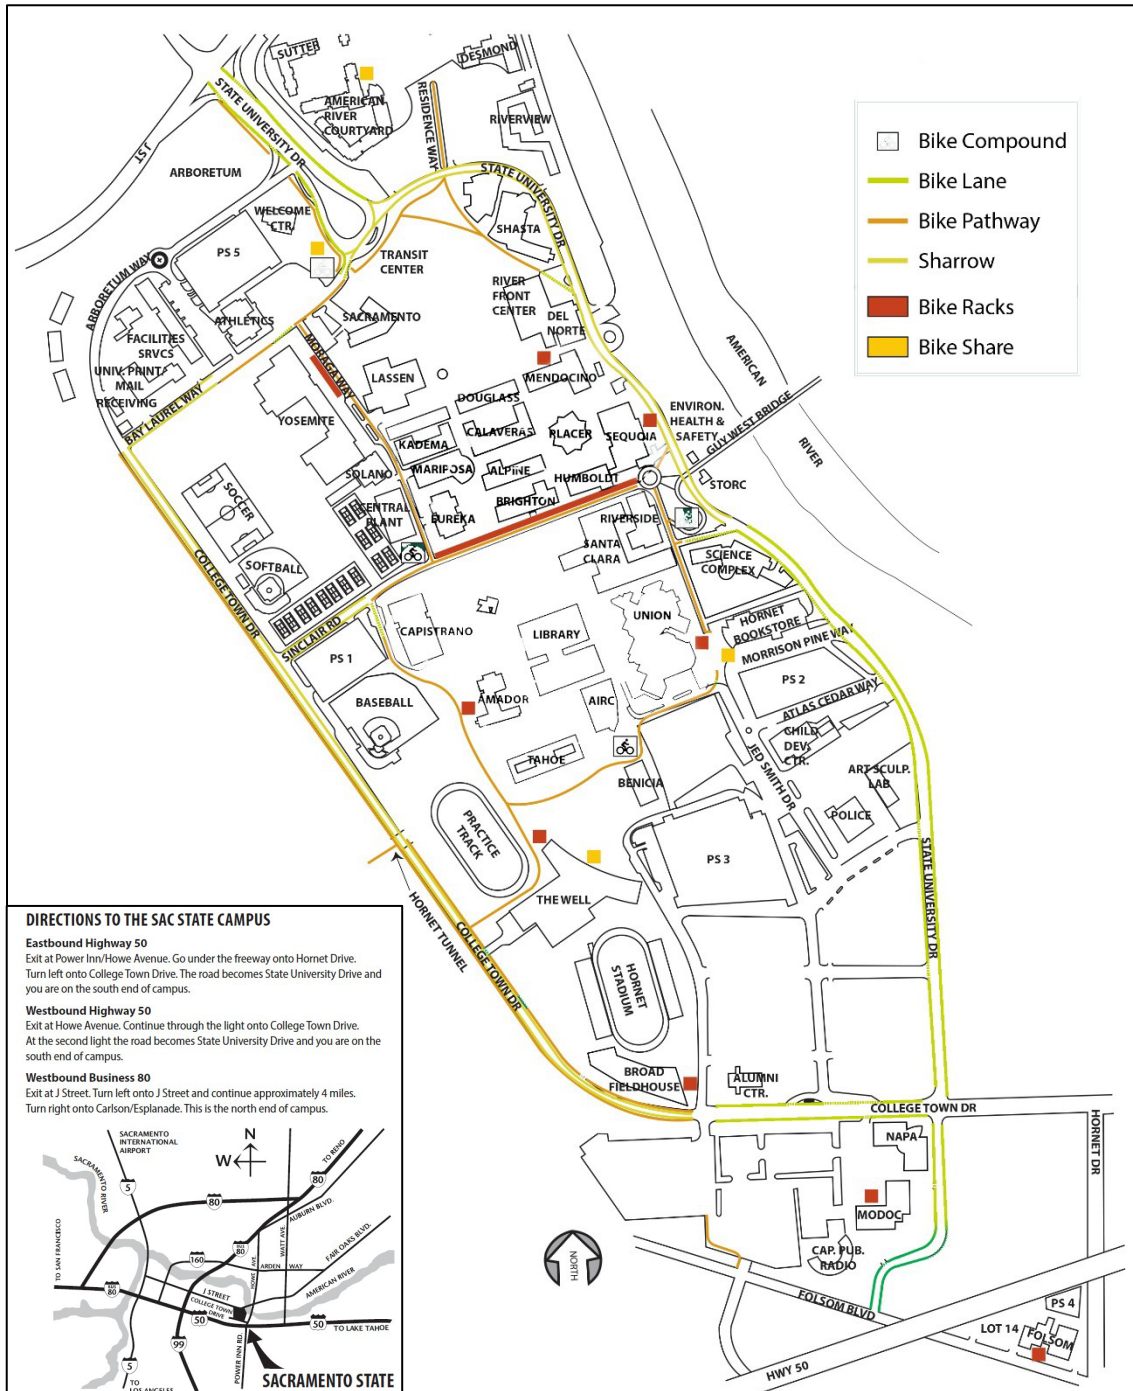 SUTTER
DESMOND
AMERICAN
RIVER
COURTYARD
RESIDENCE WAY
RIVERVIEW
STATE UNIVERSITY DR
J ST
ARBORETUM
STATE UNIVERSITY DR
WELCOME
CTR.
SHASTA
PS 5
TRANSIT
CENTER
ARBORETUM WAY
RIVER
FRONT
CENTER
DEL
NORTE
ATHLETICS
SACRAMENTO
FACILITIES
SRVCS
UNIV. PRINT/
MAIL
RECEIVING
MORAGA WAY
LASSEN
MENDOCINO
AMERICAN
RIVER
BAY LAUREL WAY
YOSEMITE
DOUGLASS
KADEMA
CALAVERAS
PLACER
SEQUOIA
ENVIRON.
HEALTH &
SAFETY
GUY WEST BRIDGE
SOLANO
MARIPOSA
ALPINE
HUMBOLDT
STORC
SOCCER
CENTRAL
PLANT
EUREKA
BRIGHTON
RIVERSIDE
SANTA
CLARA
SCIENCE
COMPLEX
SOFTBALL
COLLEGE TOWN DR
SINCLAIR RD
CAPISTRANO
LIBRARY
UNION
HORNET
BOOKSTORE
MORRISON PINE WAY
PS 1
PS 2
BASEBALL
AMADOR
AIRC
ATLAS CEDAR WAY
CHILD
DEV.
CTR.
TAHOE
BENICIA
JED SMITH DR
ART SCULP.
LAB
POLICE
PRACTICE
TRACK
PS 3
STATE UNIVERSITY DR
THE WELL
HORNET TUNNEL
COLLEGE TOWN DR
HORNET
STADIUM
BROAD
FIELDHOUSE
ALUMNI
CTR.
COLLEGE TOWN DR
HORNET DR
NAPA
MODOC
CAP. PUB.
RADIO
NORTH
FOLSOM BLVD
PS 4
LOT 14
FOLSOM
HWY 50
Bike Compound
Bike Lane
Bike Pathway
Sharrow
Bike Racks
Bike Share
DIRECTIONS TO THE SAC STATE CAMPUS
Eastbound Highway 50
Exit at Power Inn/Howe Avenue. Go under the freeway onto Hornet Drive.
Turn left onto College Town Drive. The road becomes State University Drive and
you are on the south end of campus.
Westbound Highway 50
Exit at Howe Avenue. Continue through the light onto College Town Drive.
At the second light the road becomes State University Drive and you are on the
south end of campus.
Westbound Business 80
Exit at J Street. Turn left onto J Street and continue approximately 4 miles.
Turn right onto Carlson/Esplanade. This is the north end of campus.
SACRAMENTO
INTERNATIONAL
AIRPORT
N
W
TO RENO
SACRAMENTO RIVER
5
80
80
AUBURN BLVD.
WATT AVE.
HOWE AVE.
FAIR OAKS BLVD.
TO SAN FRANCISCO
BUS
80
160
ARDEN WAY
AMERICAN RIVER
BUS
80
J STREET
COLLEGE TOWN
DRIVE
50
50
TO LAKE TAHOE
99
POWER INN RD.
5
TO
LOS ANGELES
SACRAMENTO STATE